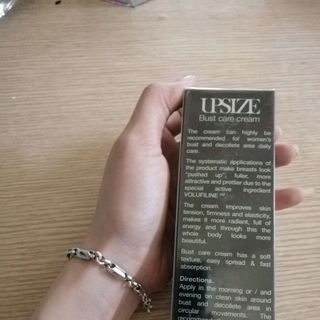 UPSIZE
Bust care cream
The cream can highly be
recommended for women's
bust and decollete area daily
care.
The systematic applications of
the product make breasts look
"pushed up", fuller, more
attractive and prettier due to the
special active ingredient
VOLUFILINE™.
The cream improves skin
tension, firmness and elasticity,
makes it more radiant, full of
energy and through this the
whole body looks more
beautiful.
Bust care cream has a soft
texture, easy spread & fast
absorption.
Directions.
Apply in the morning or / and
evening on clean skin around
bust and decollete area in
circular movements. The
recommended